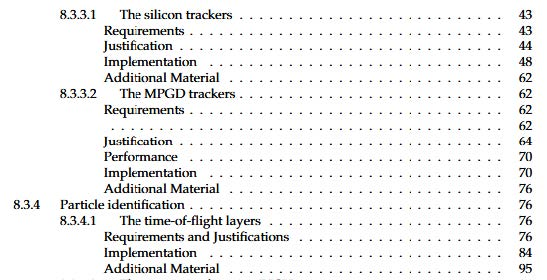 8.3.3.1 The silicon trackers . . . . . . . . . . . . . . . . . . . . . . . . . . . 43
Requirements . . . . . . . . . . . . . . . . . . . . . . . . . . . . . 43
Justification . . . . . . . . . . . . . . . . . . . . . . . . . . . . . . 44
Implementation . . . . . . . . . . . . . . . . . . . . . . . . . . . . 48
Additional Material . . . . . . . . . . . . . . . . . . . . . . . . . . 62
8.3.3.2 The MPGD trackers . . . . . . . . . . . . . . . . . . . . . . . . . . . 62
Requirements . . . . . . . . . . . . . . . . . . . . . . . . . . . . . 62
. . . . . . . . . . . . . . . . . . . . . . . . . . . . . . . . . . . . . 62
Justification . . . . . . . . . . . . . . . . . . . . . . . . . . . . . . 64
Performance . . . . . . . . . . . . . . . . . . . . . . . . . . . . . . 70
Implementation . . . . . . . . . . . . . . . . . . . . . . . . . . . . 70
Additional Material . . . . . . . . . . . . . . . . . . . . . . . . . . 76
8.3.4 Particle identification . . . . . . . . . . . . . . . . . . . . . . . . . . . . . . 76
8.3.4.1 The time-of-flight layers . . . . . . . . . . . . . . . . . . . . . . . . 76
Requirements and Justifications . . . . . . . . . . . . . . . . . . . 76
Implementation . . . . . . . . . . . . . . . . . . . . . . . . . . . . 84
Additional Material . . . . . . . . . . . . . . . . . . . . . . . . . . 95